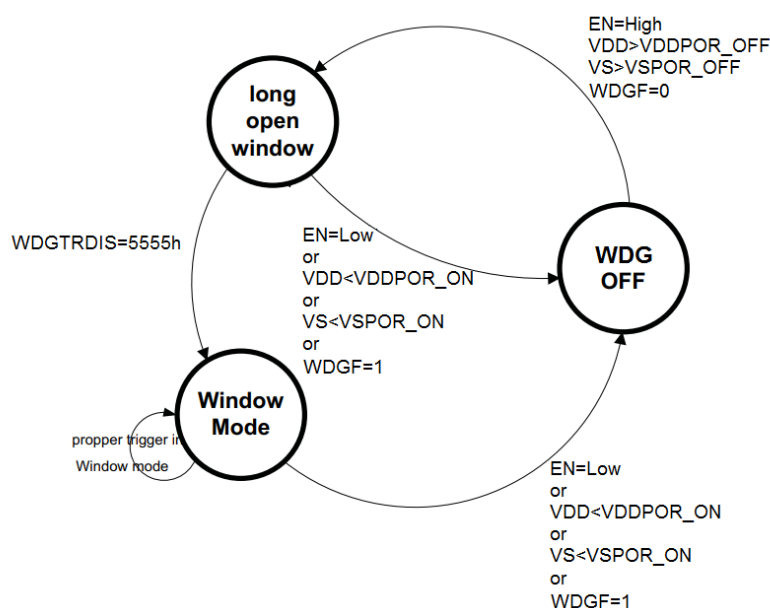 EN=High
VDD>VDDPOR_OFF
VS>VSPOR_OFF
WDGF=0
long
open
window
WDGTRDIS=5555h
EN=Low
or
VDD<VDDPOR_ON
or
VS<VSPOR_ON
or
WDGF=1
WDG
OFF
Window
Mode
propper trigger in
Window mode
EN=Low
or
VDD<VDDPOR_ON
or
VS<VSPOR_ON
or
WDGF=1